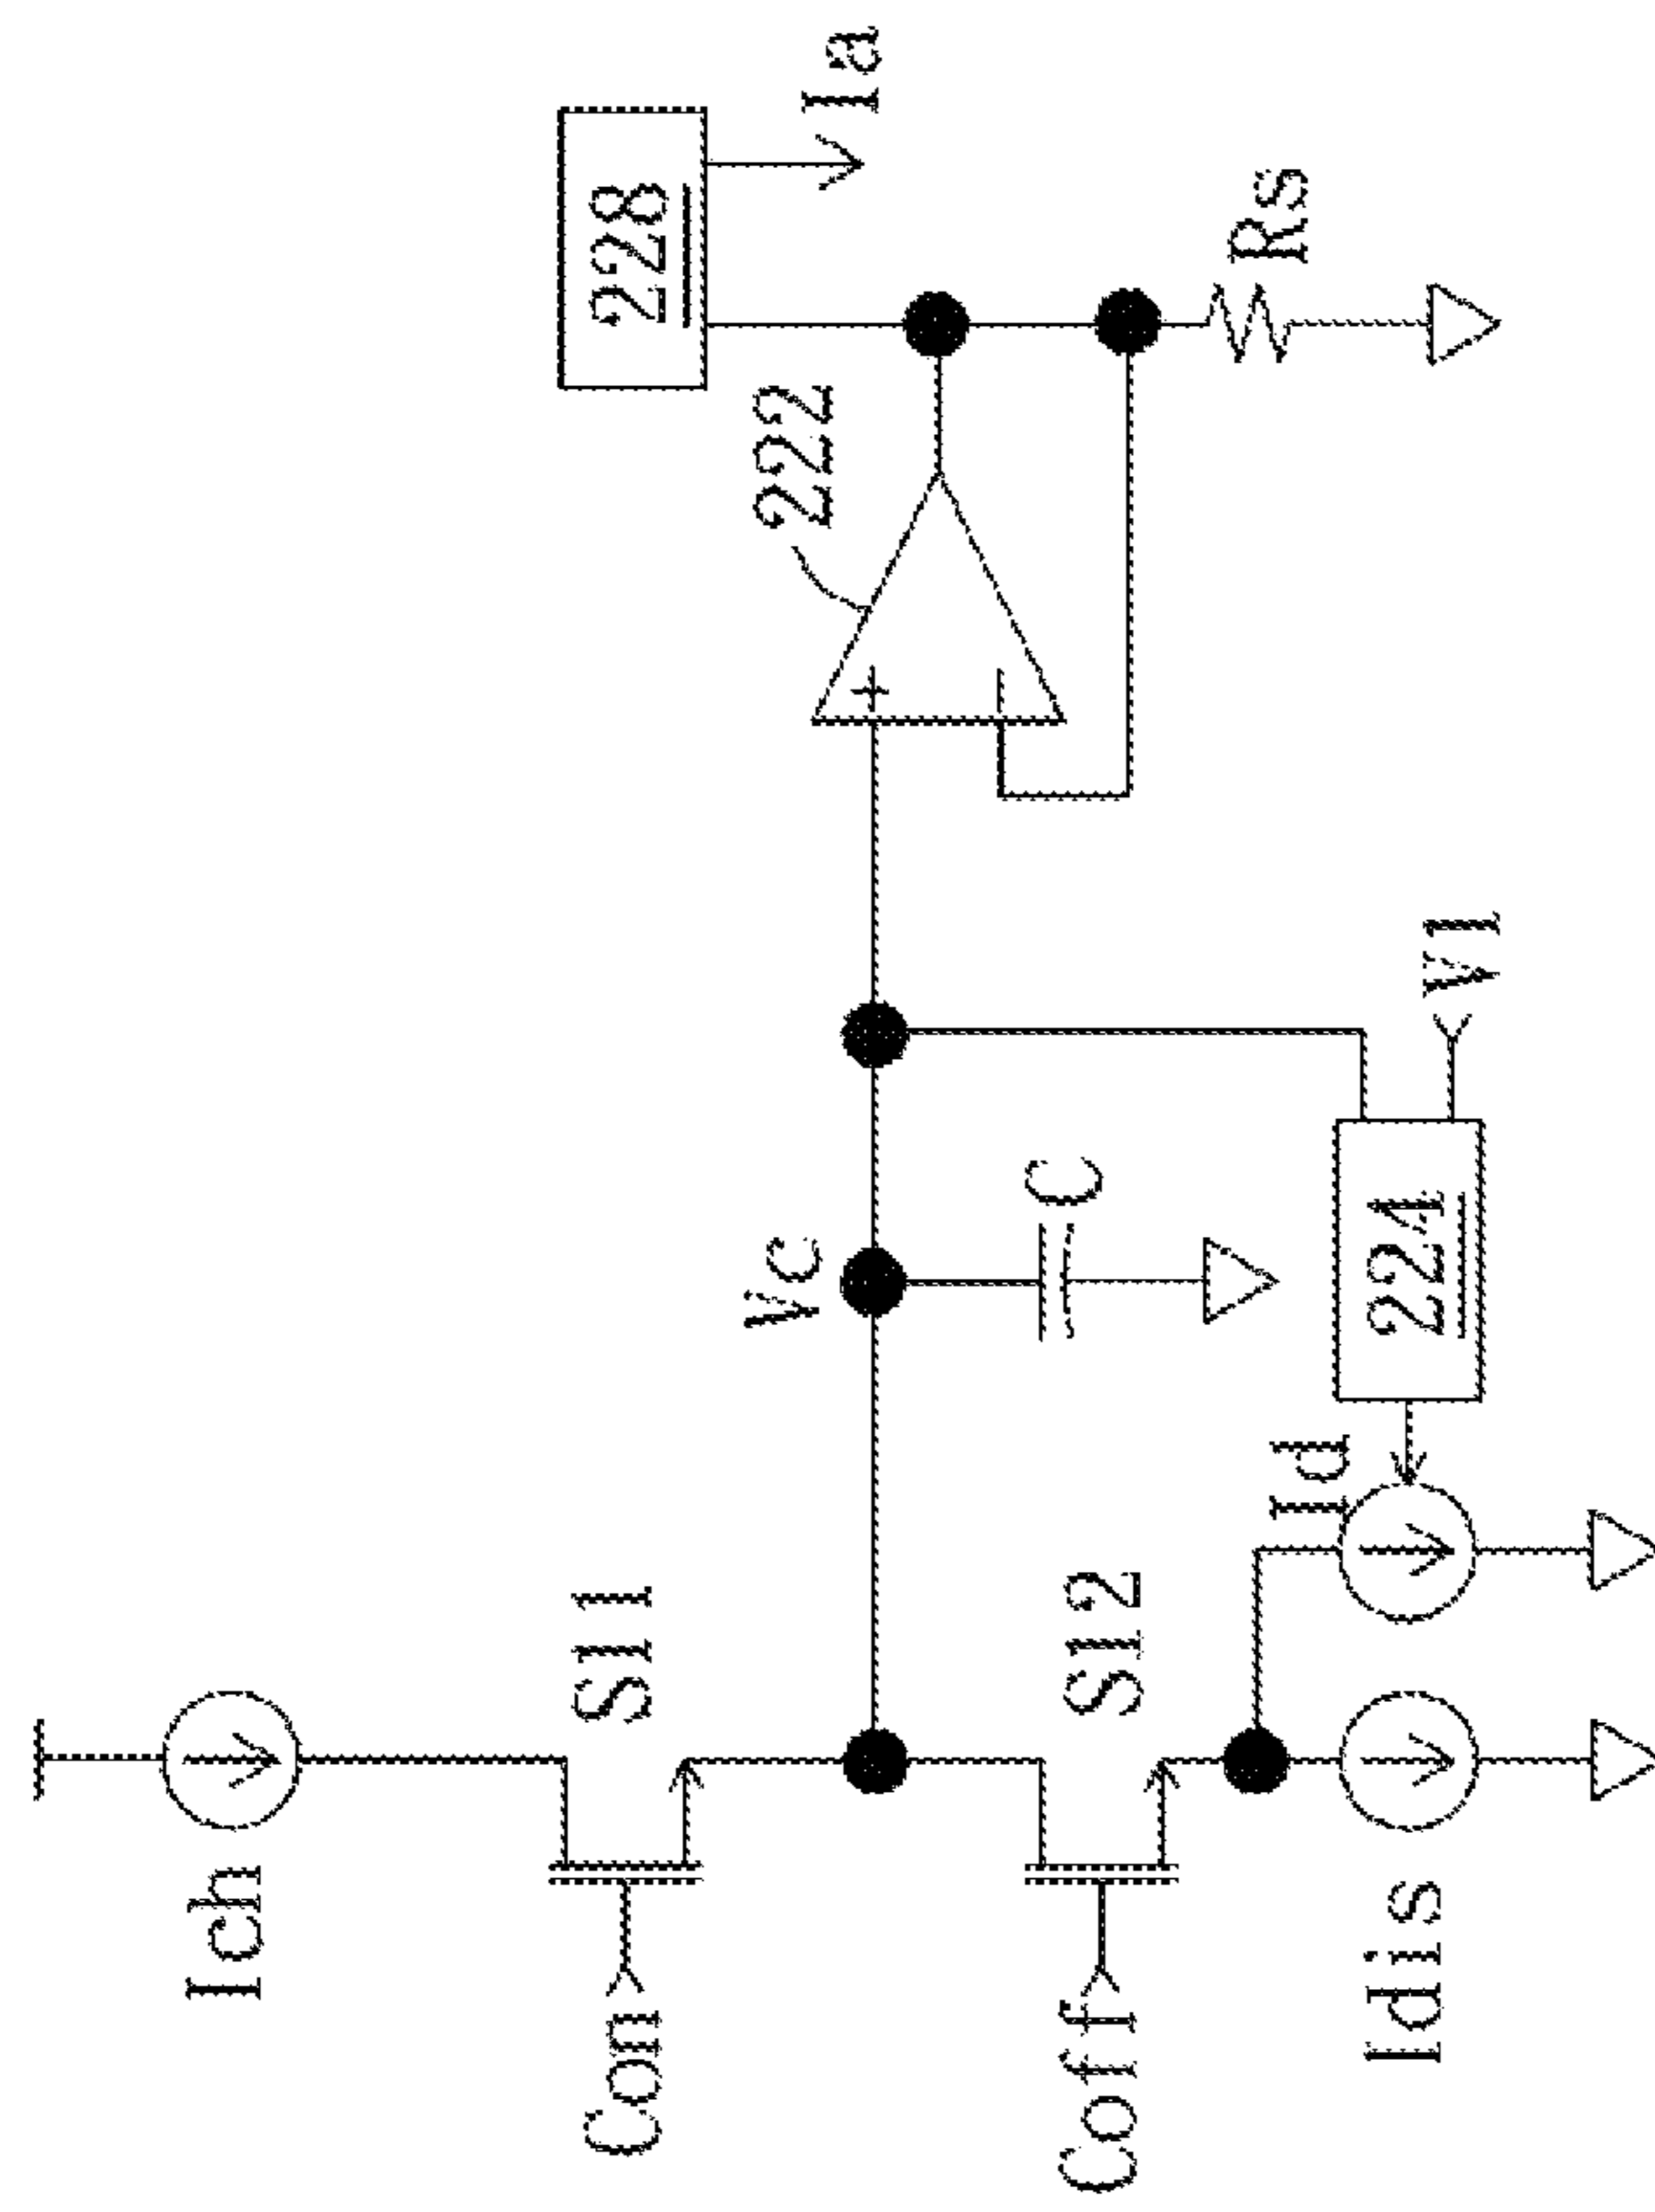 Ich
Con
S11
228
Ia
Vc
222
Coff
S12
C
Rs
Idis
Id
224
V1